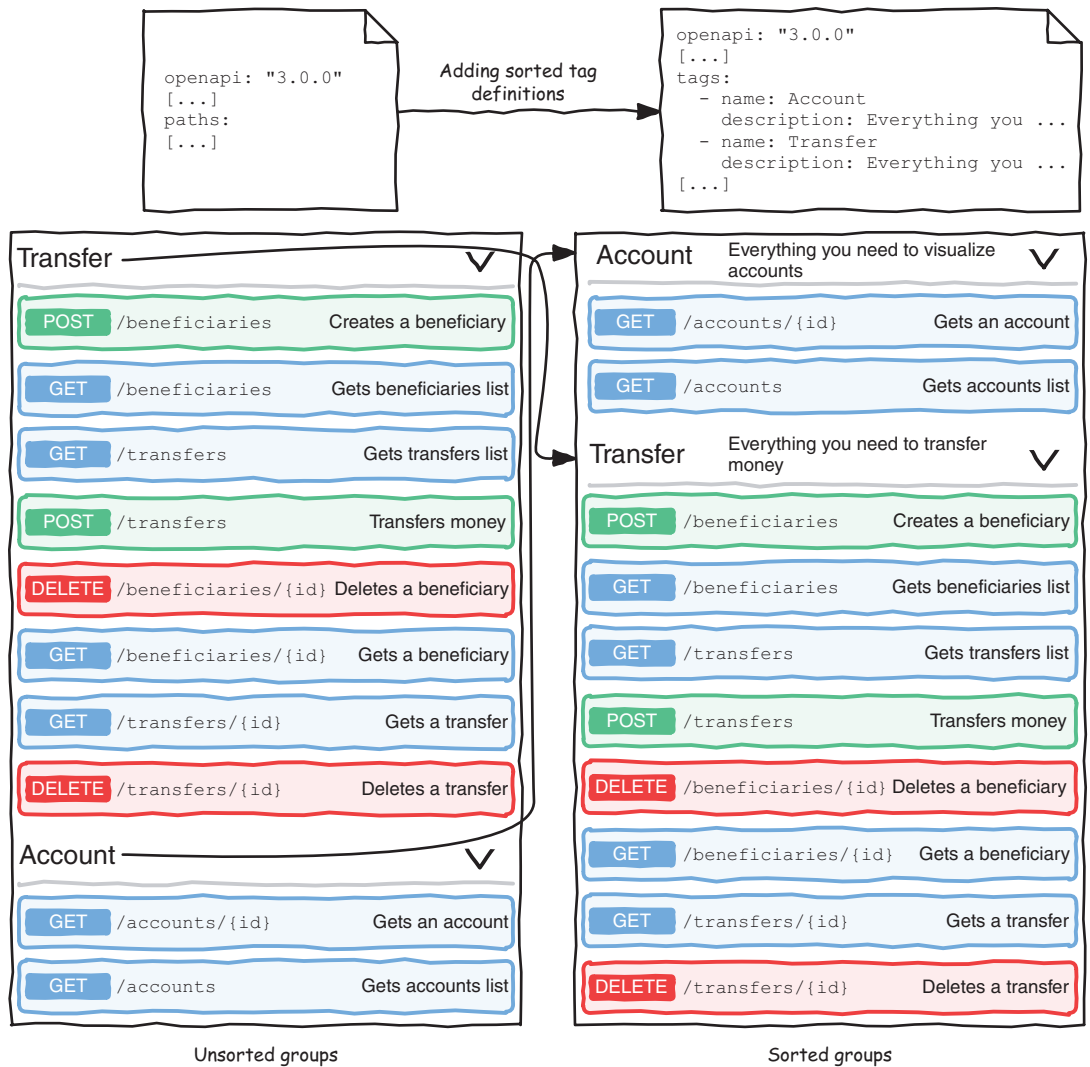 openapi: "3.0.0"
[...]
paths:
[...]
Adding sorted tag
definitions
openapi: "3.0.0"
[...]
tags:
- name: Account
description: Everything you ...
- name: Transfer
description: Everything you ...
[...]
Transfer
POST /beneficiaries Creates a beneficiary
GET /beneficiaries Gets beneficiaries list
GET /transfers Gets transfers list
POST /transfers Transfers money
DELETE /beneficiaries/{id} Deletes a beneficiary
GET /beneficiaries/{id} Gets a beneficiary
GET /transfers/{id} Gets a transfer
DELETE /transfers/{id} Deletes a transfer
Account
GET /accounts/{id} Gets an account
GET /accounts Gets accounts list
Unsorted groups
Account Everything you need to visualize
accounts
GET /accounts/{id} Gets an account
GET /accounts Gets accounts list
Transfer Everything you need to transfer
money
POST /beneficiaries Creates a beneficiary
GET /beneficiaries Gets beneficiaries list
GET /transfers Gets transfers list
POST /transfers Transfers money
DELETE /beneficiaries/{id} Deletes a beneficiary
GET /beneficiaries/{id} Gets a beneficiary
GET /transfers/{id} Gets a transfer
DELETE /transfers/{id} Deletes a transfer
Sorted groups